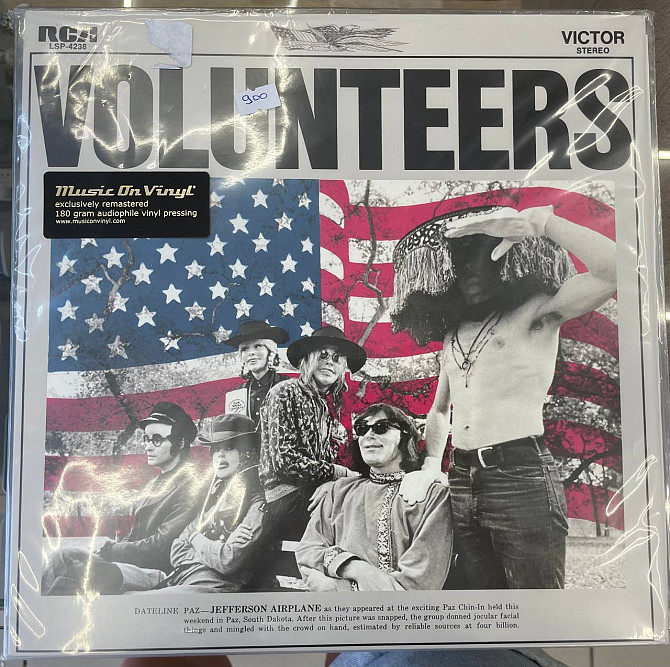 RCA
LSP-4238
VICTOR
STEREO
VOLUNTEERS
900
Music On Vinyl
exclusively remastered
180 gram audiophile vinyl pressing
www.musiconvinyl.com
DATELINE PAZ—JEFFERSON AIRPLANE as they appeared at the exciting Paz Chin-In held this
weekend in Paz, South Dakota. After this picture was snapped, the group donned jocular facial
things and mingled with the crowd on hand, estimated by reliable sources at four billion.